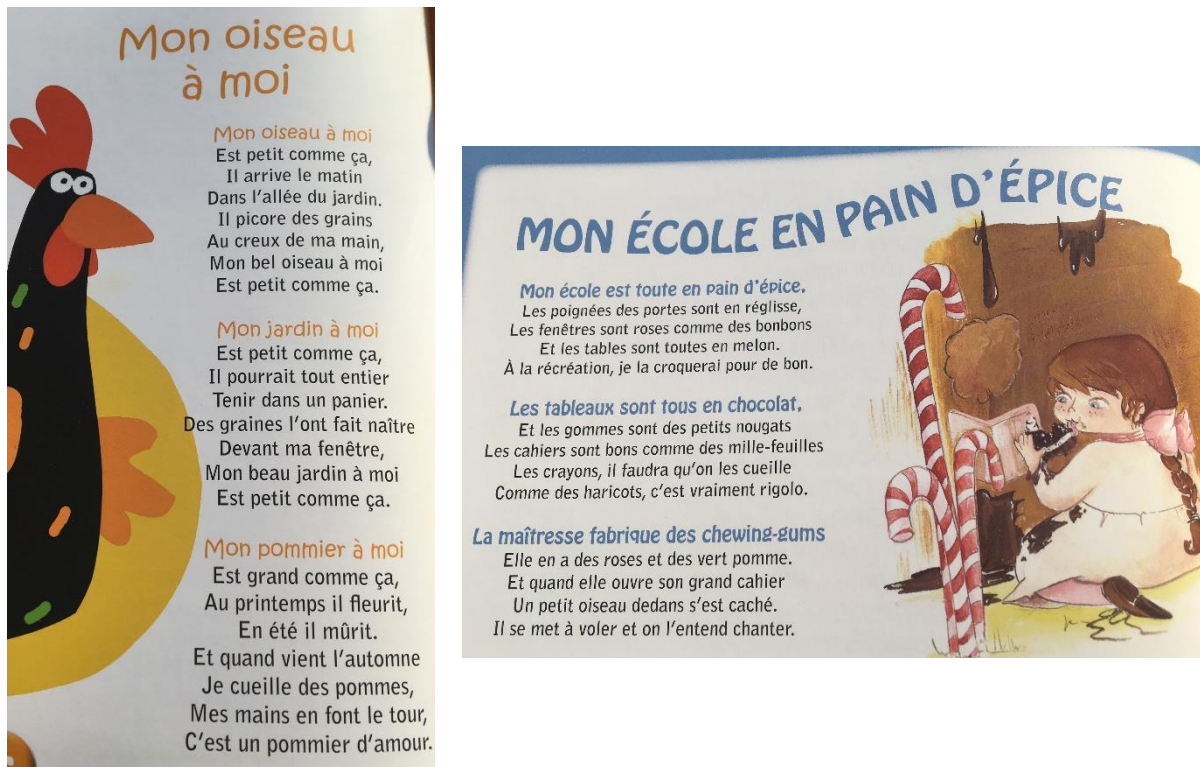 Mon oiseau
à moi
Mon oiseau à moi
Est petit comme ça,
Il arrive le matin
Dans l'allée du jardin.
Il picore des grains
Au creux de ma main,
Mon bel oiseau à moi
Est petit comme ça.
Mon jardin à moi
Est petit comme ça,
Il pourrait tout entier
Tenir dans un panier.
Des graines l'ont fait naître
Devant ma fenêtre,
Mon beau jardin à moi
Est petit comme ça.
Mon pommier à moi
Est grand comme ça,
Au printemps il fleurit,
En été il mûrit.
Et quand vient l'automne
Je cueille des pommes,
Mes mains en font le tour,
C'est un pommier d'amour.
MON ÉCOLE EN PAIN D'ÉPICE
Mon école est toute en pain d'épice,
Les poignées des portes sont en réglisse,
Les fenêtres sont roses comme des bonbons
Et les tables sont toutes en melon.
À la récréation, je la croquerai pour de bon.
Les tableaux sont tous en chocolat,
Et les gommes sont des petits nougats
Les cahiers sont bons comme des mille-feuilles
Les crayons, il faudra qu'on les cueille
Comme des haricots, c'est vraiment rigolo.
La maîtresse fabrique des chewing-gums
Elle en a des roses et des vert pomme.
Et quand elle ouvre son grand cahier
Un petit oiseau dedans s'est caché.
Il se met à voler et on l'entend chanter.